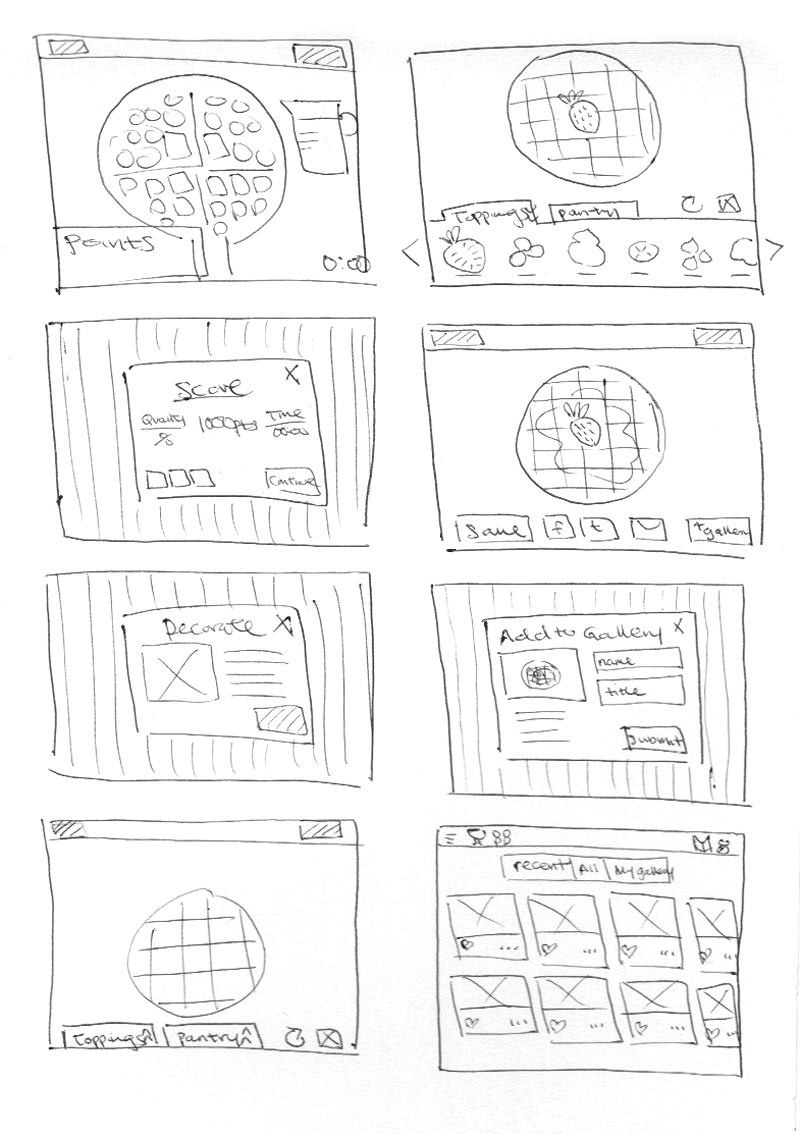 Points
0:00
Score
Quality
%
1000pts
Time
00:00
Continue
Decorate
Toppings
Pantry
Toppings
Pantry
Save
f
t
+gallery
Add to Gallery
name
title
Submit
recent
All
My gallery